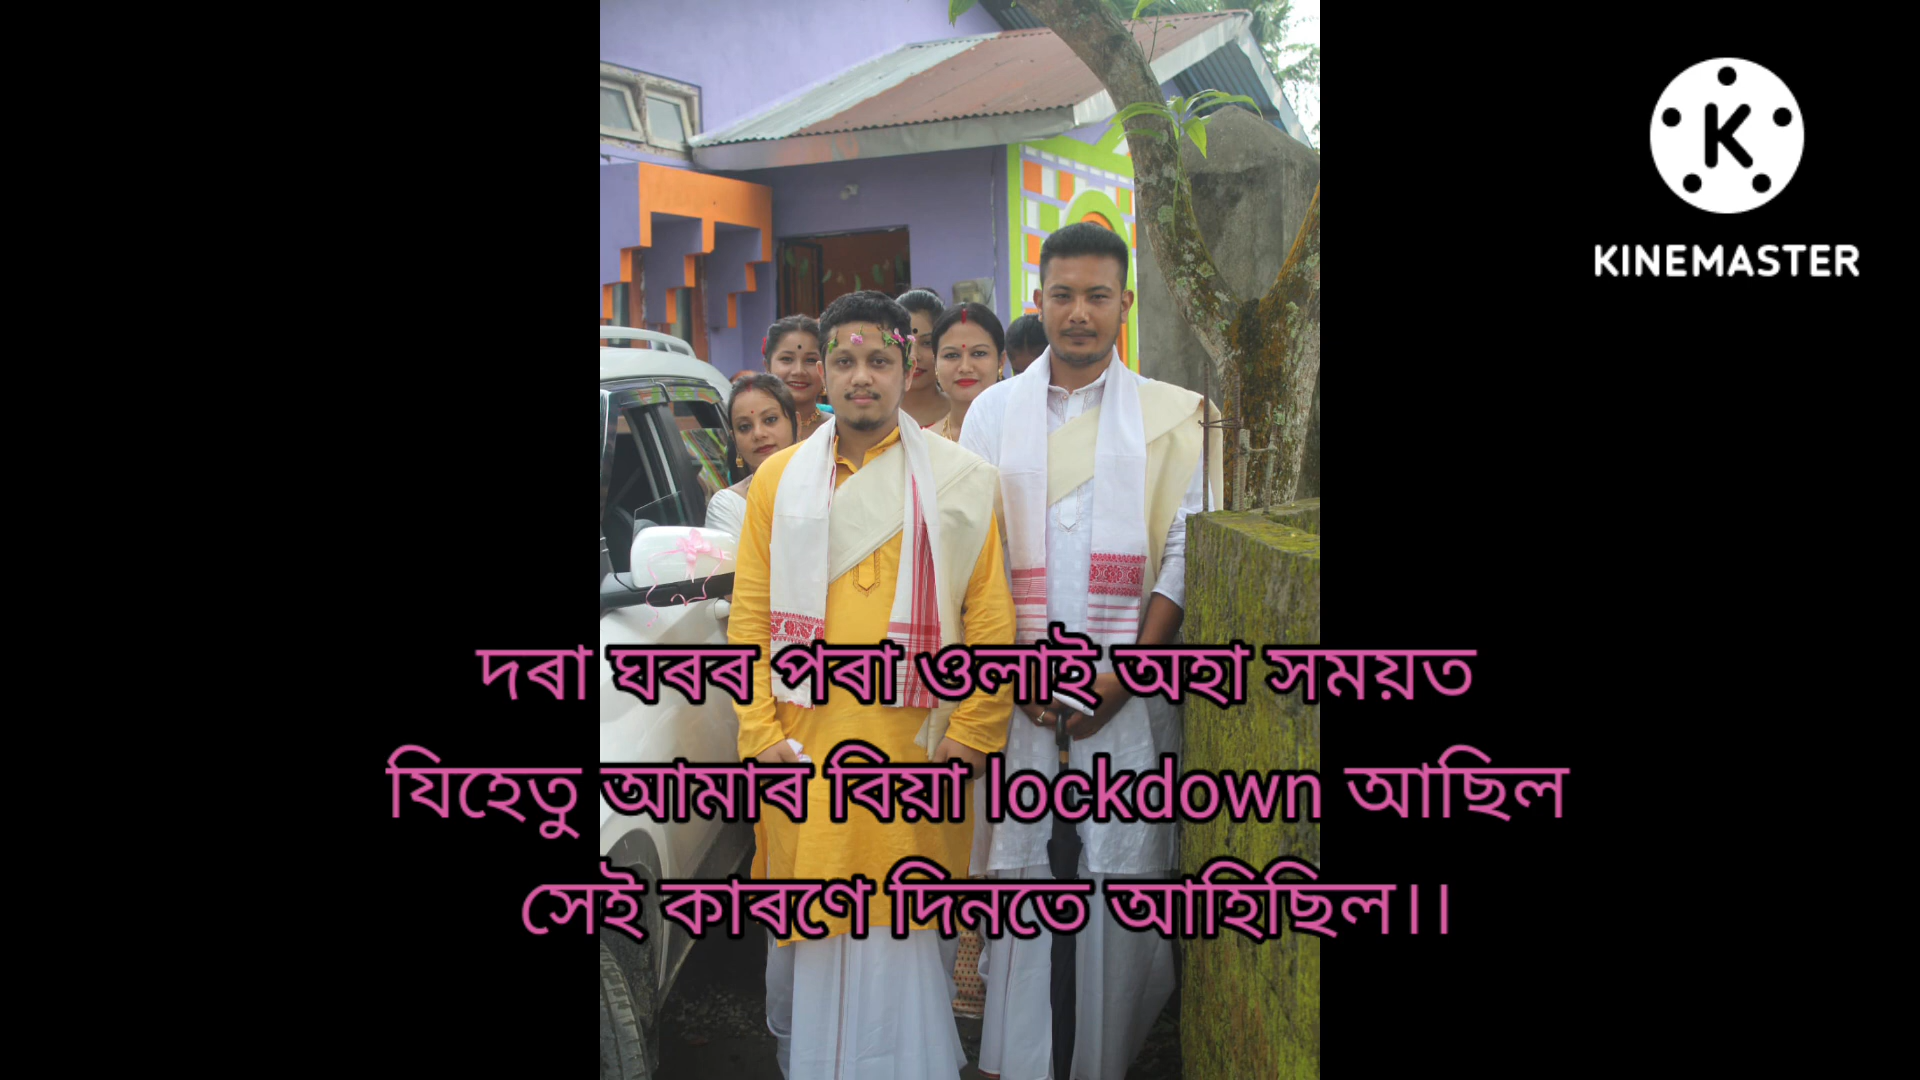 K
KINEMASTER
দৰা ঘৰৰ পৰা ওলাই অহা সময়ত
যিহেতু আমাৰ বিয়া lockdown আছিল
সেই কাৰণে দিনতে আহিছিল।।